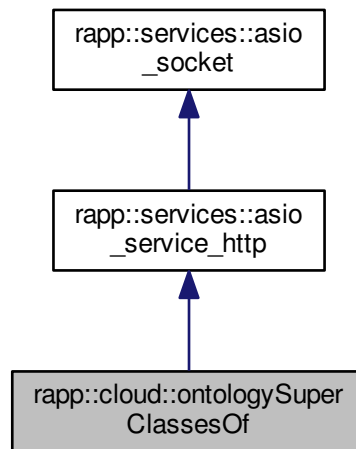 rapp::services::asio
_socket
rapp::services::asio
_service_http
rapp::cloud::ontologySuper
ClassesOf